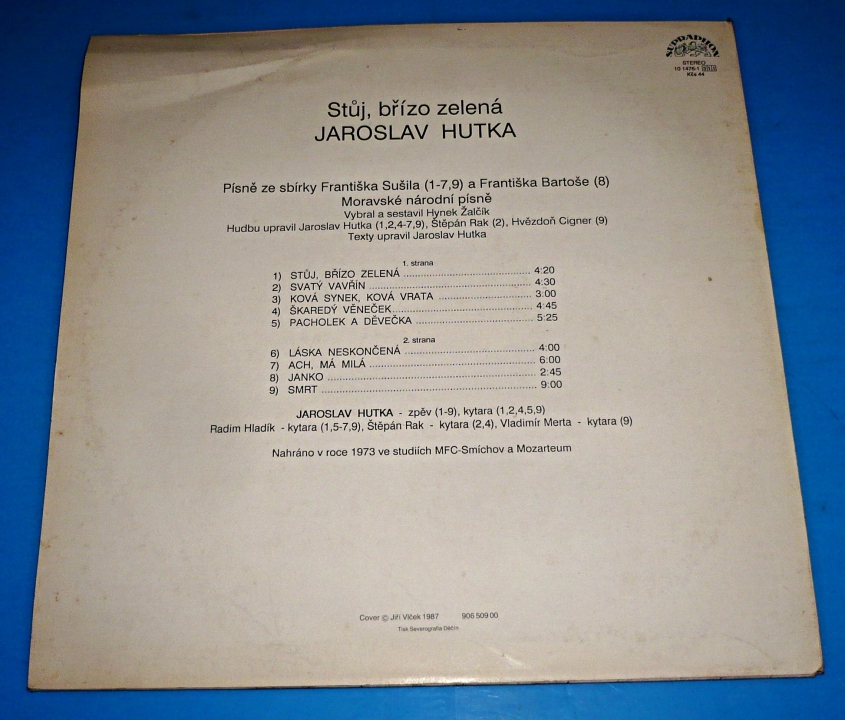 SUPRAPHON
STEREO
10 1476-1
Kčs 44
Stůj, břízo zelená
JAROSLAV HUTKA
Písně ze sbírky Františka Sušila (1-7,9) a Františka Bartoše (8)
Moravské národní písně
Vybral a sestavil Hynek Žalčík
Hudbu upravil Jaroslav Hutka (1,2,4-7,9), Štěpán Rak (2), Hvězdoň Cigner (9)
Texty upravil Jaroslav Hutka
1. strana
1) STŮJ, BŘÍZO ZELENÁ ........................................ 4:20
2) SVATÝ VAVŘÍN .................................................. 4:30
3) KOVÁ SYNEK, KOVÁ VRATA ............................ 3:00
4) ŠKAREDÝ VĚNEČEK .......................................... 4:45
5) PACHOLEK A DĚVEČKA ................................... 5:25
2. strana
6) LÁSKA NESKONČENÁ ......................................... 4:00
7) ACH, MÁ MILÁ .................................................... 6:00
8) JANKO ................................................................. 2:45
9) SMRT ................................................................... 9:00
JAROSLAV HUTKA - zpěv (1-9), kytara (1,2,4,5,9)
Radim Hladík - kytara (1,5-7,9), Štěpán Rak - kytara (2,4), Vladimír Merta - kytara (9)
Nahráno v roce 1973 ve studiích MFC-Smíchov a Mozarteum
Cover © Jiří Vlček 1987 906 509 00
Tisk Severografia Děčín